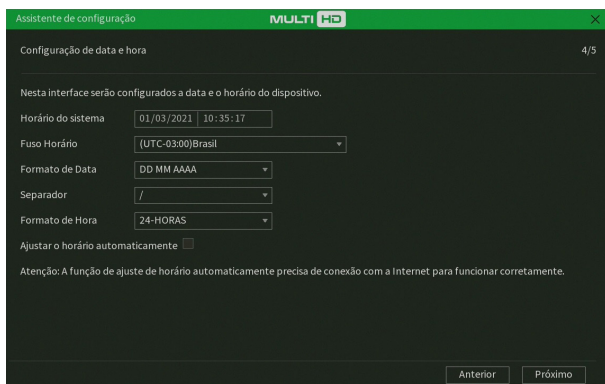 Assistente de configuração
MULTI HD
Configuração de data e hora
4/5
Nesta interface serão configurados a data e o horário do dispositivo.
Horário do sistema 01/03/2021 10:35:17
Fuso Horário (UTC-03:00)Brasil
Formato de Data DD MM AAAA
Separador /
Formato de Hora 24-HORAS
Ajustar o horário automaticamente
Atenção: A função de ajuste de horário automaticamente precisa de conexão com a Internet para funcionar corretamente.
Anterior Próximo